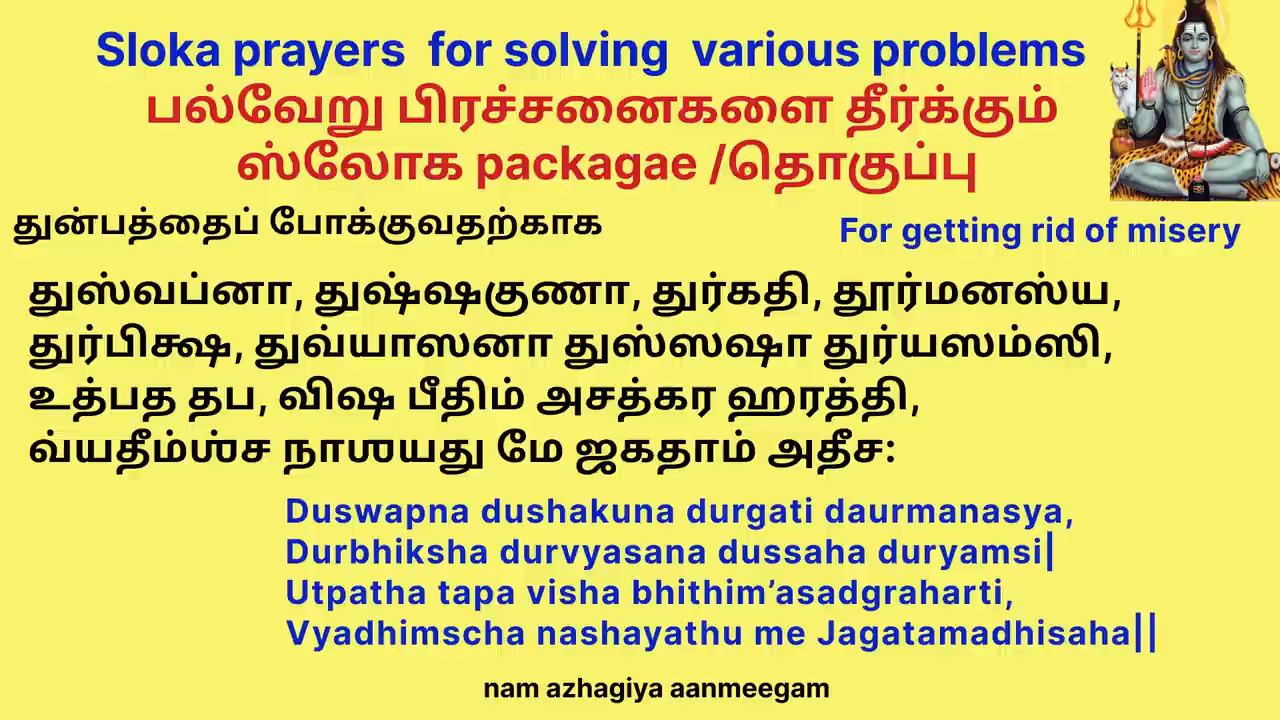 Sloka prayers for solving various problems
பல்வேறு பிரச்சனைகளை தீர்க்கும்
ஸ்லோக packagae /தொகுப்பு
துன்பத்தைப் போக்குவதற்காக
For getting rid of misery
துஸ்வப்னா, துஷ்ஷகுணா, துர்கதி, தூர்மனஸ்ய,
துர்பிக்ஷ, துவ்யாஸனா துஸ்ஸஷா துர்யஸம்ஸி,
உத்பத தப, விஷ பீதிம் அசத்கர ஹரத்தி,
வ்யதீம்ஶ்ச நாஶயது மே ஜகதாம் அதீச:
Duswapna dushakuna durgati daurmanasya,
Durbhiksha durvyasana dussaha duryamsi|
Utpatha tapa visha bhithim’asadgraharti,
Vyadhimscha nashayathu me Jagatamadhisaha||
nam azhagiya aanmeegam